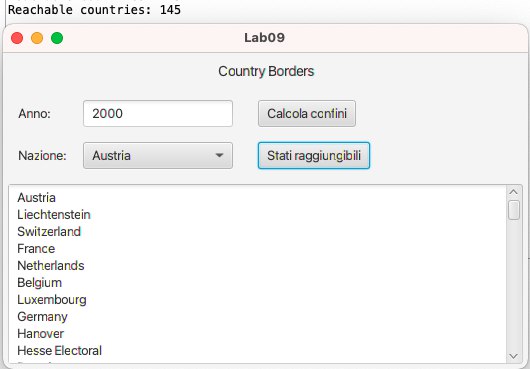 Reachable countries: 145
Lab09
Country Borders
Anno: 2000 Calcola cnfini
Nazione: Austria Stati raggiungibili
Austria
Liechtenstein
Switzerland
France
Netherlands
Belgium
Luxembourg
Germany
Hanover
Hesse Electoral